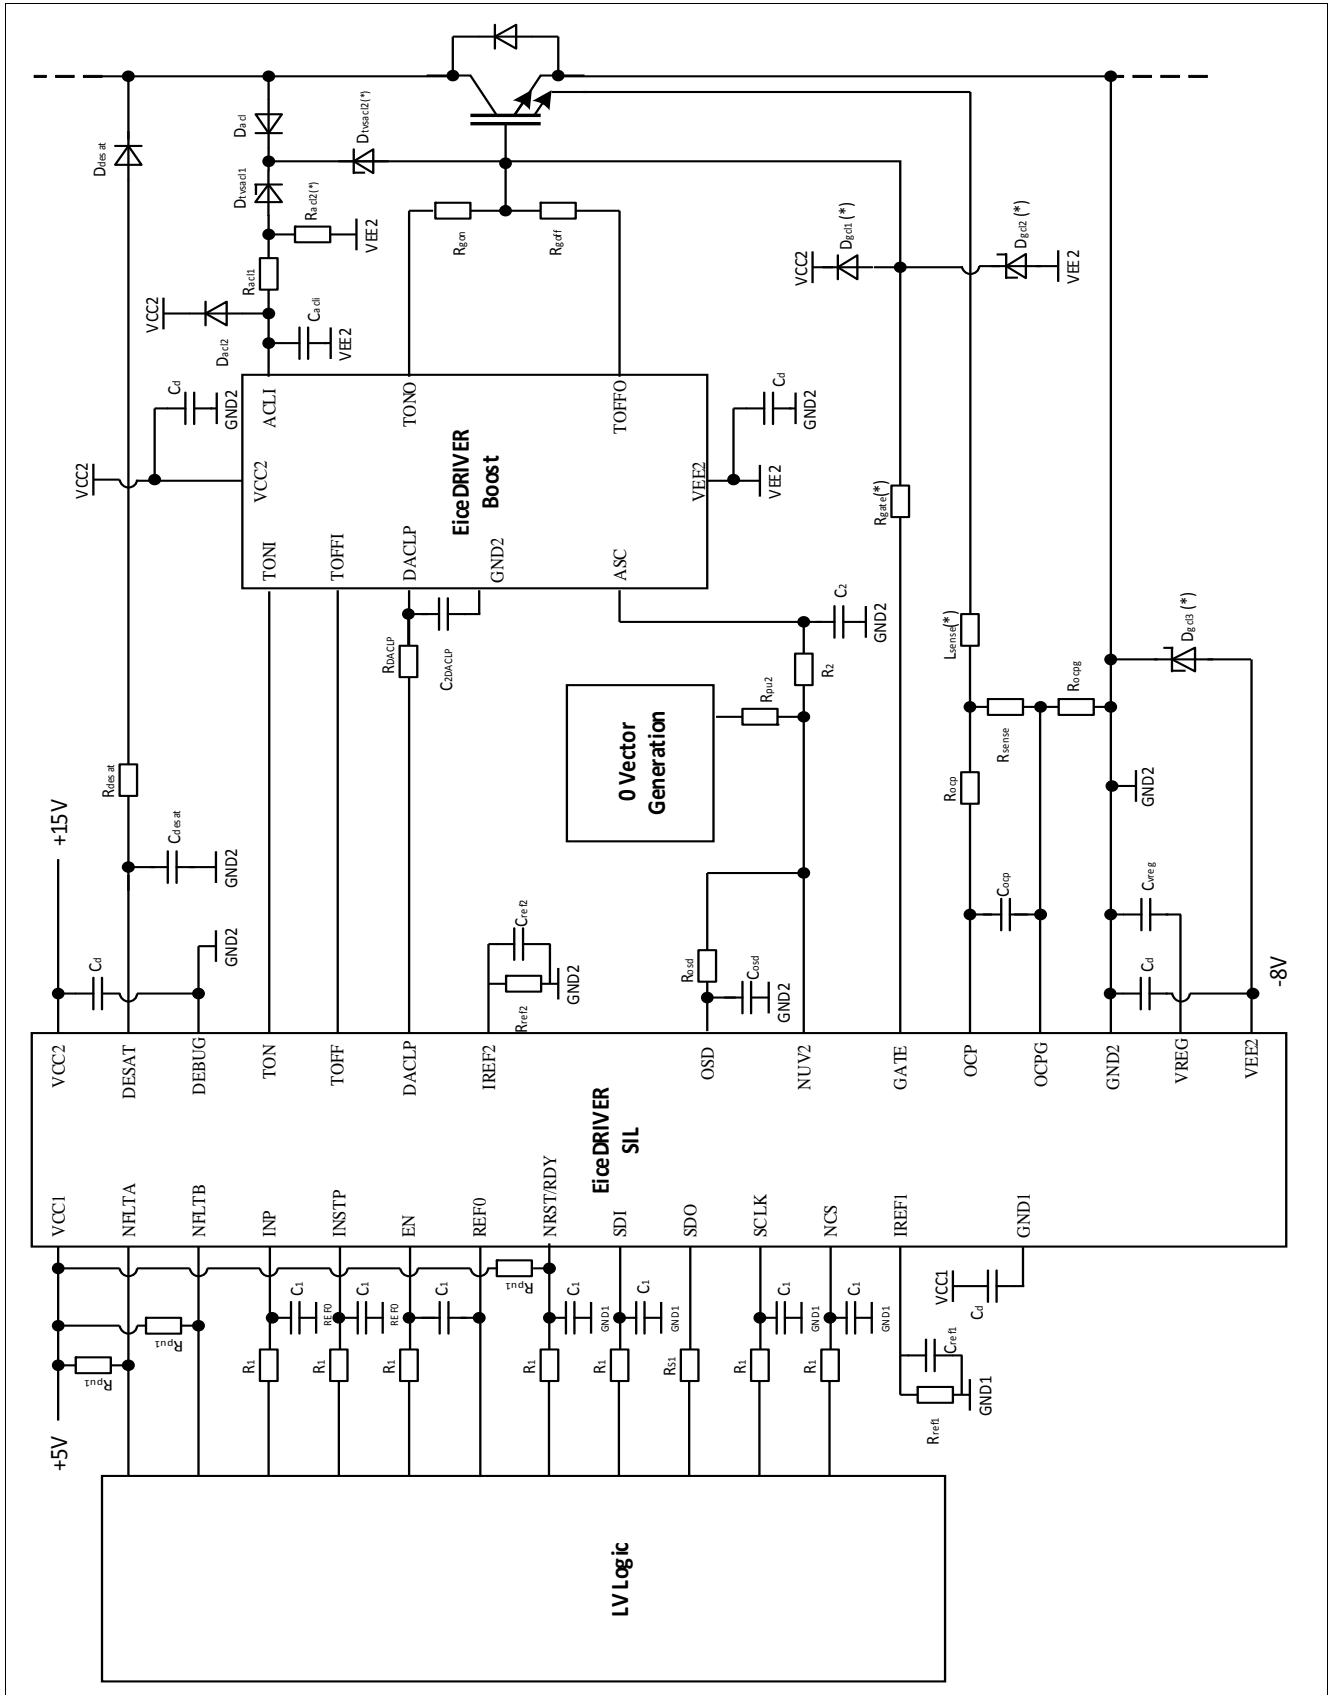 LV Logic
+5V
Rpu1
Rpu1
Rpu1
R1
C1
REF0
R1
C1
REF0
R1
C1
R1
C1
GND1
R1
C1
GND1
RS1
R1
C1
GND1
R1
C1
GND1
Rref1
Cref1
GND1
VCC1
Cd
EiceDRIVER
SIL
VCC1
NFLTA
NFLTB
INP
INSTP
EN
REF0
NRST/RDY
SDI
SDO
SCLK
NCS
IREF1
GND1
VCC2
DESAT
DEBUG
TON
TOFF
DACLP
IREF2
OSD
NUV2
GATE
OCP
OCPG
GND2
VREG
VEE2
+15V
Cd
GND2
Cdesat
GND2
Rdesat
Ddesat
Rref2
Cref2
GND2
Rosd
Cosd
GND2
0 Vector
Generation
Rpu2
R2
C2
GND2
RDACLP
C2DACLP
EiceDRIVER
Boost
TONI
TOFFI
DACLP
GND2
ASC
VCC2
VEE2
ACLI
TONO
TOFFO
VCC2
Cd
GND2
Cd
GND2
VEE2
VCC2
Dacl2
Cacli
VEE2
Racl1
Racl2(*)
VEE2
Dtvsacl1
Dacl
Dtvsacl2(*)
Rgon
Rgoff
VCC2
Dgcl1 (*)
Dgcl2 (*)
VEE2
Rgate(*)
Lsense(*)
Rsense
Rocpg
Rocp
Cocp
Dgcl3 (*)
GND2
Cvreg
Cd
-8V